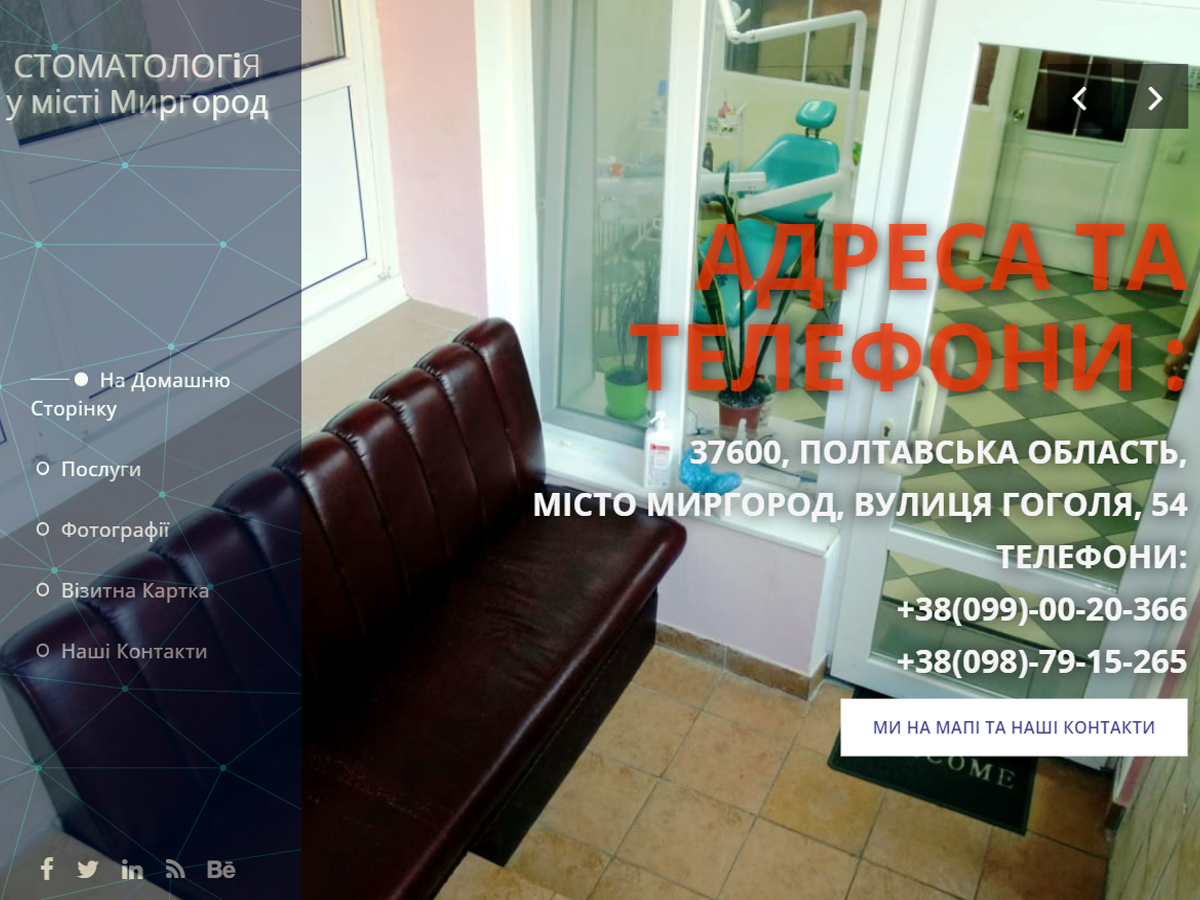 СТОМАТОЛОГіЯ
у місті Миргород
На Домашню
Сторінку
Послуги
Фотографії
Візитна Картка
Наші Контакти
Bē
АДРЕСА ТА
ТЕЛЕФОНИ :
37600, ПОЛТАВСЬКА ОБЛАСТЬ,
МІСТО МИРГОРОД, ВУЛИЦЯ ГОГОЛЯ, 54
ТЕЛЕФОНИ:
+38(099)-00-20-366
+38(098)-79-15-265
МИ НА МАПІ ТА НАШІ КОНТАКТИ